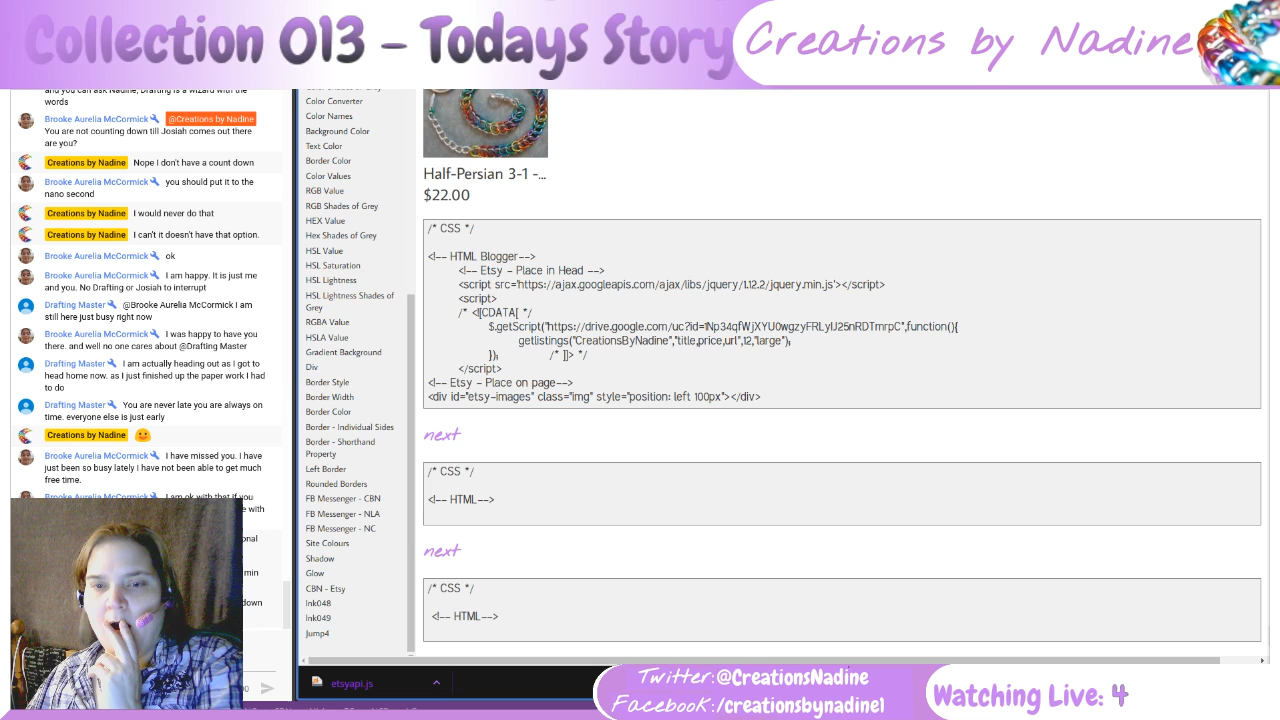 Collection 013 - Todays Story
Creations by Nadine
and you can ask Nadine, Drafting is a wizard with the
words
Brooke Aurelia McCormick @Creations by Nadine
You are not counting down till Josiah comes out there
are you?
Creations by Nadine Nope I don't have a count down
Brooke Aurelia McCormick you should put it to the
nano second
Creations by Nadine I would never do that
Creations by Nadine I can't it doesn't have that option.
Brooke Aurelia McCormick ok
Brooke Aurelia McCormick I am happy. It is just me
and you. No Drafting or Josiah to interrupt
Drafting Master @Brooke Aurelia McCormick I am
still here just busy right now
Brooke Aurelia McCormick I was happy to have you
there. and well no one cares about @Drafting Master
Drafting Master I am actually heading out as I got to
head home now. as I just finished up the paper work I had
to do
Drafting Master You are never late you are always on
time. everyone else is just early
Creations by Nadine
Brooke Aurelia McCormick I have missed you. I have
just been so busy lately I have not been able to get much
free time.
Brooke Aurelia McCormick I am ok with that if you
with
onal
min
down
Color Converter
Color Names
Background Color
Text Color
Border Color
Color Values
RGB Value
RGB Shades of Grey
HEX Value
Hex Shades of Grey
HSL Value
HSL Saturation
HSL Lightness
HSL Lightness Shades of
Grey
RGBA Value
HSLA Value
Gradient Background
Div
Border Style
Border Width
Border Color
Border - Individual Sides
Border - Shorthand
Property
Left Border
Rounded Borders
FB Messenger - CBN
FB Messenger - NLA
FB Messenger - NC
Site Colours
Shadow
Glow
CBN - Etsy
Ink048
Ink049
Jump4
Half-Persian 3-1 -...
$22.00
/* CSS */
<!-- HTML Blogger-->
<!-- Etsy - Place in Head -->
<script src='https://ajax.googleapis.com/ajax/libs/jquery/1.12.2/jquery.min.js'></script>
<script>
/* <![CDATA[ */
$.getScript("https://drive.google.com/uc?id=1Np34qfWjXYU0wgzyFRLyIJ25nRDTmrpC",function(){
getlistings("CreationsByNadine","title,price,url",12,"large");
}); /* ]]> */
</script>
<!-- Etsy - Place on page-->
<div id="etsy-images" class="img" style="position: left 100px"></div>
next
/* CSS */
<!-- HTML-->
next
/* CSS */
<!-- HTML-->
etsyapi.js
Twitter:@CreationsNadine
Facebook:/creationsbynadine1
Watching Live: 4